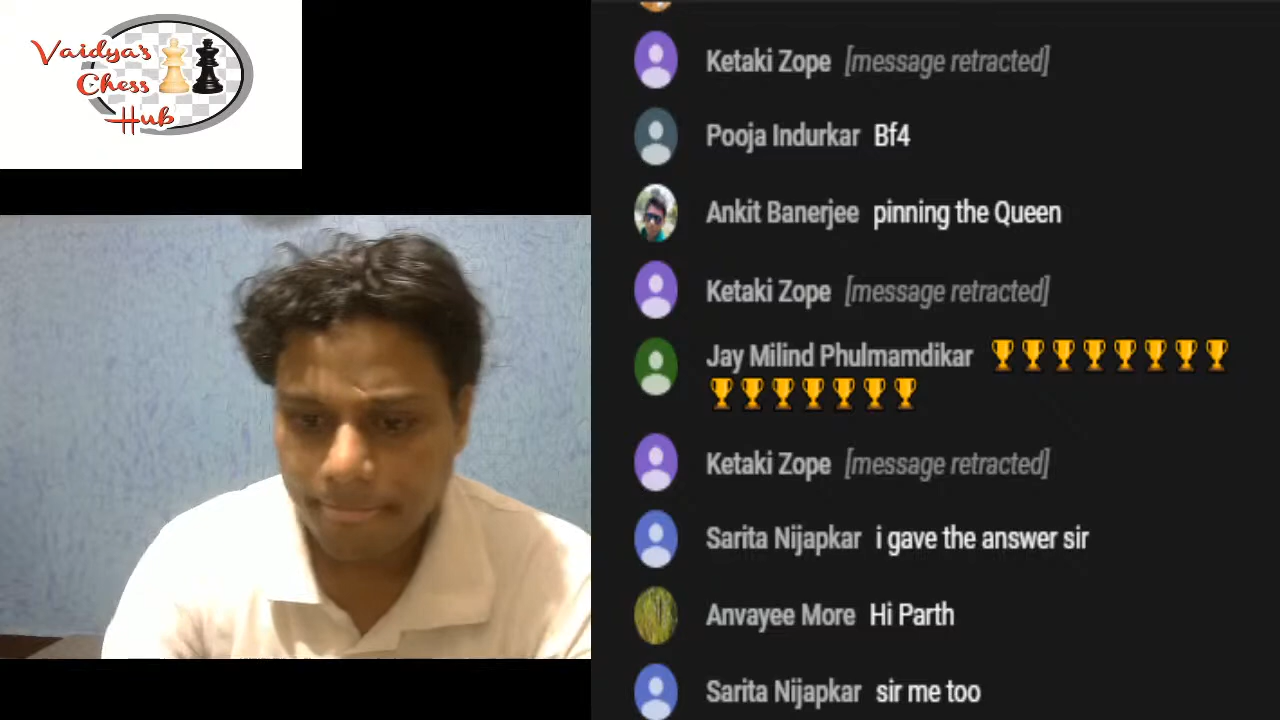 Vaidya's
Chess
Hub
Ketaki Zope [message retracted]
Pooja Indurkar Bf4
Ankit Banerjee pinning the Queen
Ketaki Zope [message retracted]
Jay Milind Phulmamdikar 🏆🏆🏆🏆🏆🏆🏆🏆
🏆🏆🏆🏆🏆🏆🏆
Ketaki Zope [message retracted]
Sarita Nijapkar i gave the answer sir
Anvayee More Hi Parth
Sarita Nijapkar sir me too